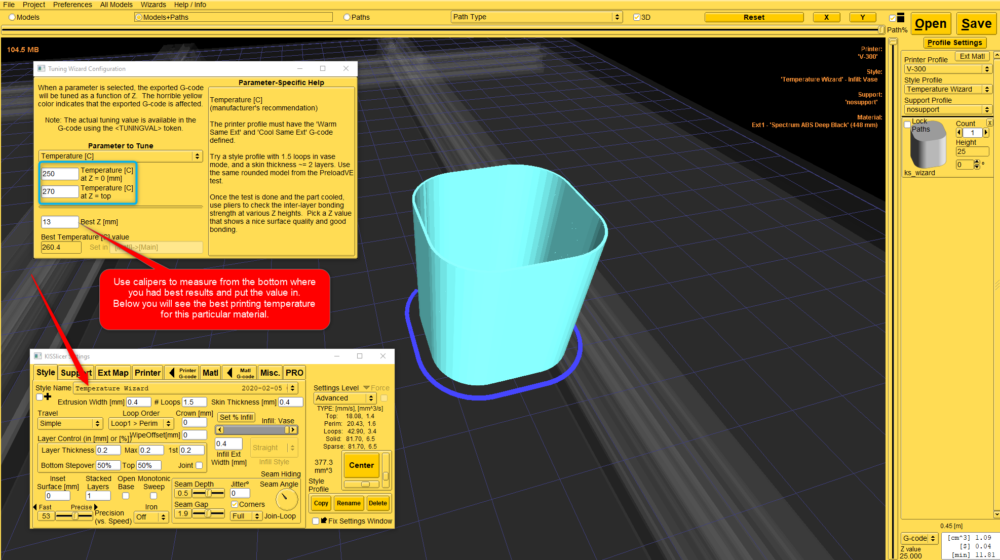 File Project Preferences All Models Wizards Help / Info
Models Models+Paths Paths Path Type 3D Reset X Y Open Save
Path%
104.5 MB
Printer:
'V-300'
Style:
'Temperature Wizard' - Infill: Vase
Support:
'nosupport'
Material:
Ext1 - 'Spectrum ABS Deep Black' (448 mm)
Profile Settings
Printer Profile Ext Matl
V-300
Style Profile
Temperature Wizard
Support Profile
nosupport
Lock
Paths
Count X
1
Height
25
0 º
ks_wizard
Tuning Wizard Configuration
When a parameter is selected, the exported G-code
will be tuned as a function of Z. The horrible yellow
color indicates that the exported G-code is affected.
Note: The actual tuning value is available in the
G-code using the <TUNINGVAL> token.
Parameter to Tune
Temperature [C]
250 Temperature [C]
at Z = 0 [mm]
270 Temperature [C]
at Z = top
13 Best Z [mm]
Best Temperature [C] value
260.4 Set in [Matl]->[Main]
Parameter-Specific Help
Temperature [C]
(manufacturer's recommendation)
The printer profile must have the 'Warm
Same Ext' and 'Cool Same Ext' G-code
defined.
Try a style profile with 1.5 loops in vase
mode, and a skin thickness ~= 2 layers. Use
the same rounded model from the PreloadVE
test.
Once the test is done and the part cooled,
use pliers to check the inter-layer bonding
strength at various Z heights. Pick a Z value
that shows a nice surface quality and good
bonding.
Use calipers to measure from the bottom where
you had best results and put the value in.
Below you will see the best printing temperature
for this particular material.
KISSlicer Settings
Style Support Ext Map Printer Printer G-code Matl Matl G-code Misc. PRO
Style Name Temperature Wizard 2020-02-05
Extrusion Width [mm] 0.4 # Loops 1.5 Skin Thickness [mm] 0.4
Travel Loop Order Crown [mm]
Simple Loop1 > Perim 0
Set % Infill Infill: Vase
WipeOffset[mm] 0
Layer Control (in [mm] or [%])
Layer Thickness 0.2 Max 0.2 1st 0.2
Bottom Stepover 50% Top 50% Joint
0.4 Straight
Infill Ext
Width [mm] Infill Style
Inset
Surface [mm]
0
Stacked
Layers
1
Open
Base
Monotonic
Sweep
Seam Hiding
Seam Depth Jitterº Seam Angle
0.5 0
Seam Gap Corners
1.9 Full Join-Loop
Fast Precise
53 Precision
(vs. Speed)
Iron
Off
Settings Level Force
Advanced
TYPE: [mm/s], [mm^3/s]
Top: 18.08, 1.4
Perim: 20.43, 1.6
Loops: 42.90, 3.4
Solid: 81.70, 6.5
Sparse: 81.70, 6.5
377.3
mm^3
Center
Style
Profile
Copy Rename Delete
Fix Settings Window
0.45 [m]
G-code
Z value
25.000
[cm^3] 1.09
[$] 0.04
[min] 11.81